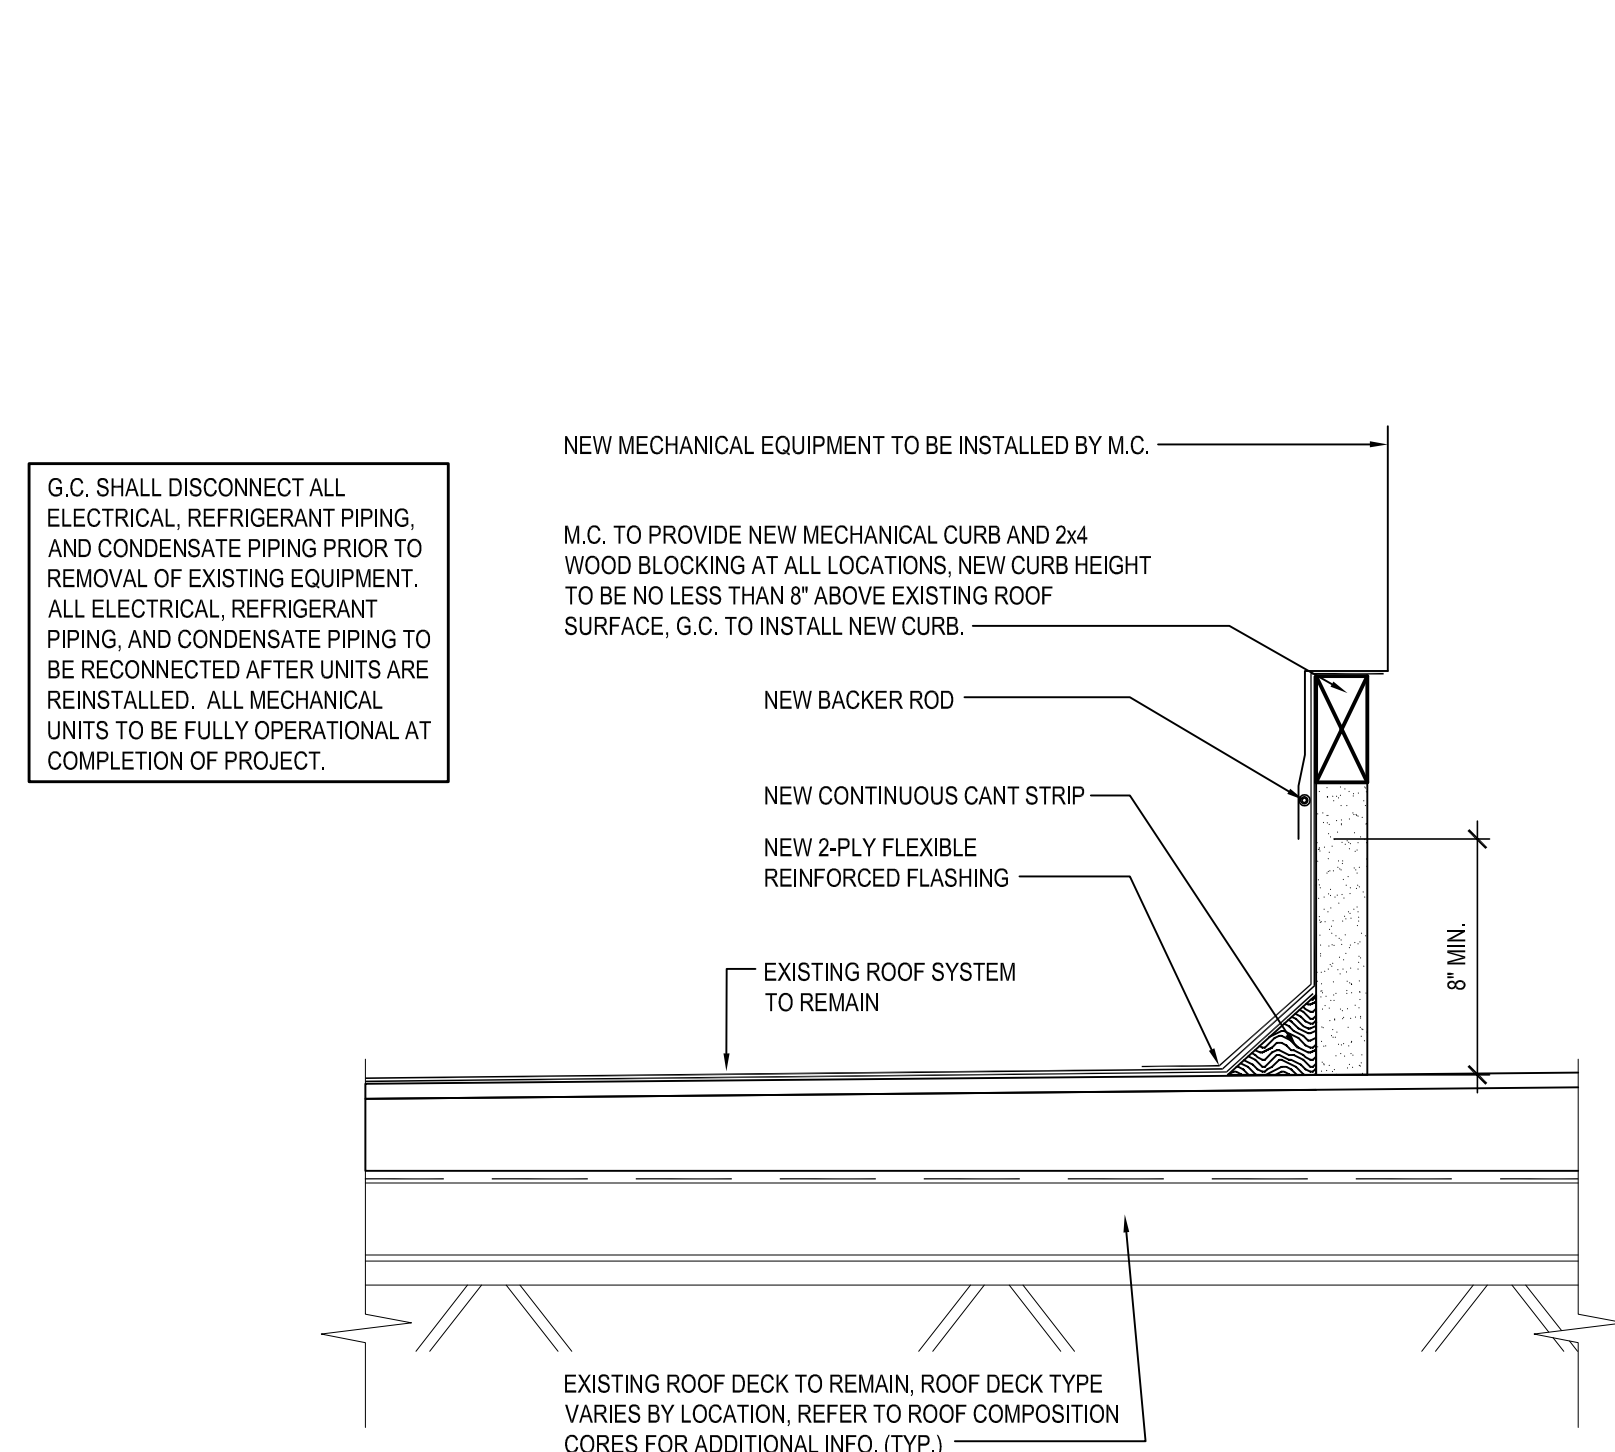 NEW MECHANICAL EQUIPMENT TO BE INSTALLED BY M.C.
G.C. SHALL DISCONNECT ALL
ELECTRICAL, REFRIGERANT PIPING,
AND CONDENSATE PIPING PRIOR TO
REMOVAL OF EXISTING EQUIPMENT.
ALL ELECTRICAL, REFRIGERANT
PIPING, AND CONDENSATE PIPING TO
BE RECONNECTED AFTER UNITS ARE
REINSTALLED. ALL MECHANICAL
UNITS TO BE FULLY OPERATIONAL AT
COMPLETION OF PROJECT.
M.C. TO PROVIDE NEW MECHANICAL CURB AND 2x4
WOOD BLOCKING AT ALL LOCATIONS, NEW CURB HEIGHT
TO BE NO LESS THAN 8" ABOVE EXISTING ROOF
SURFACE, G.C. TO INSTALL NEW CURB.
NEW BACKER ROD
NEW CONTINUOUS CANT STRIP
NEW 2-PLY FLEXIBLE
REINFORCED FLASHING
EXISTING ROOF SYSTEM
TO REMAIN
8" MIN.
EXISTING ROOF DECK TO REMAIN, ROOF DECK TYPE
VARIES BY LOCATION, REFER TO ROOF COMPOSITION
CORES FOR ADDITIONAL INFO. (TYP.)